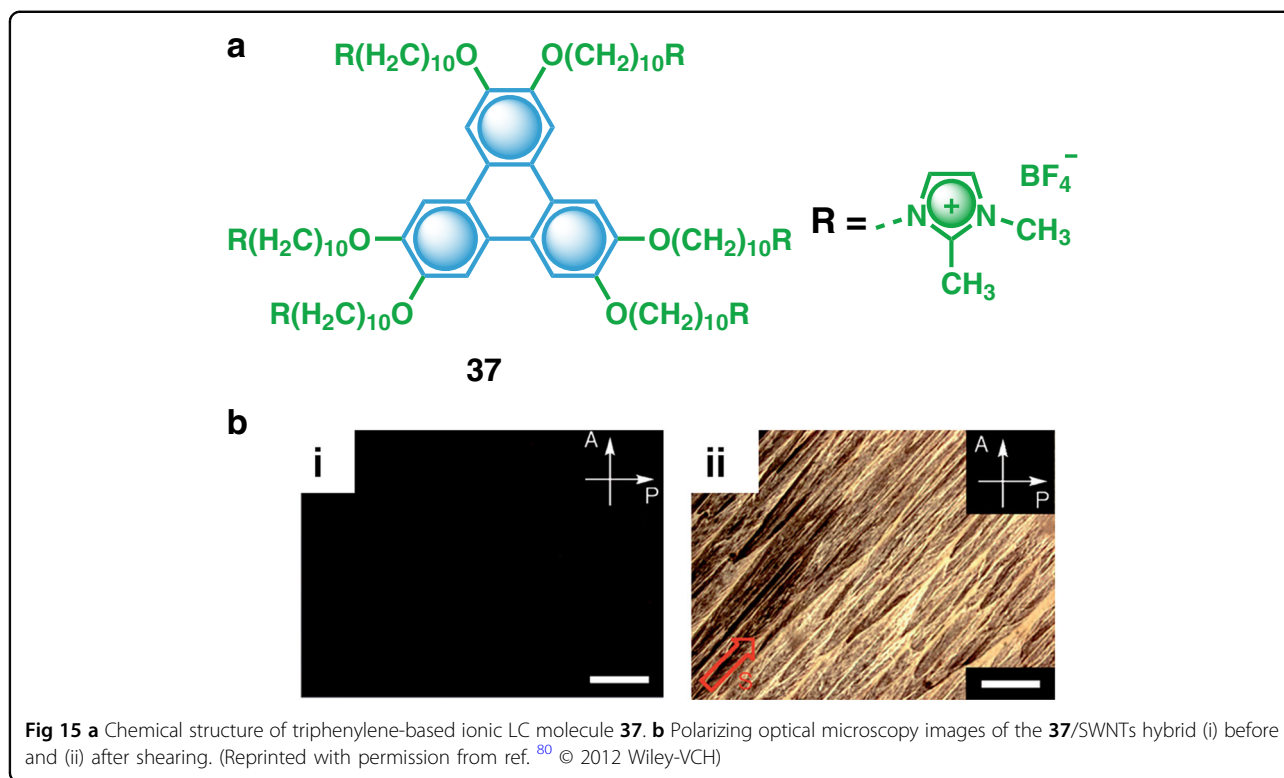 a
R(H₂C)₁₀O O(CH₂)₁₀R
R(H₂C)₁₀O O(CH₂)₁₀R
R(H₂C)₁₀O O(CH₂)₁₀R
R = N + N CH₃ CH₃ BF₄⁻
37
b
i A P
ii A P
S
Fig 15 a Chemical structure of triphenylene-based ionic LC molecule 37. b Polarizing optical microscopy images of the 37/SWNTs hybrid (i) before
and (ii) after shearing. (Reprinted with permission from ref. ⁸⁰ © 2012 Wiley-VCH)